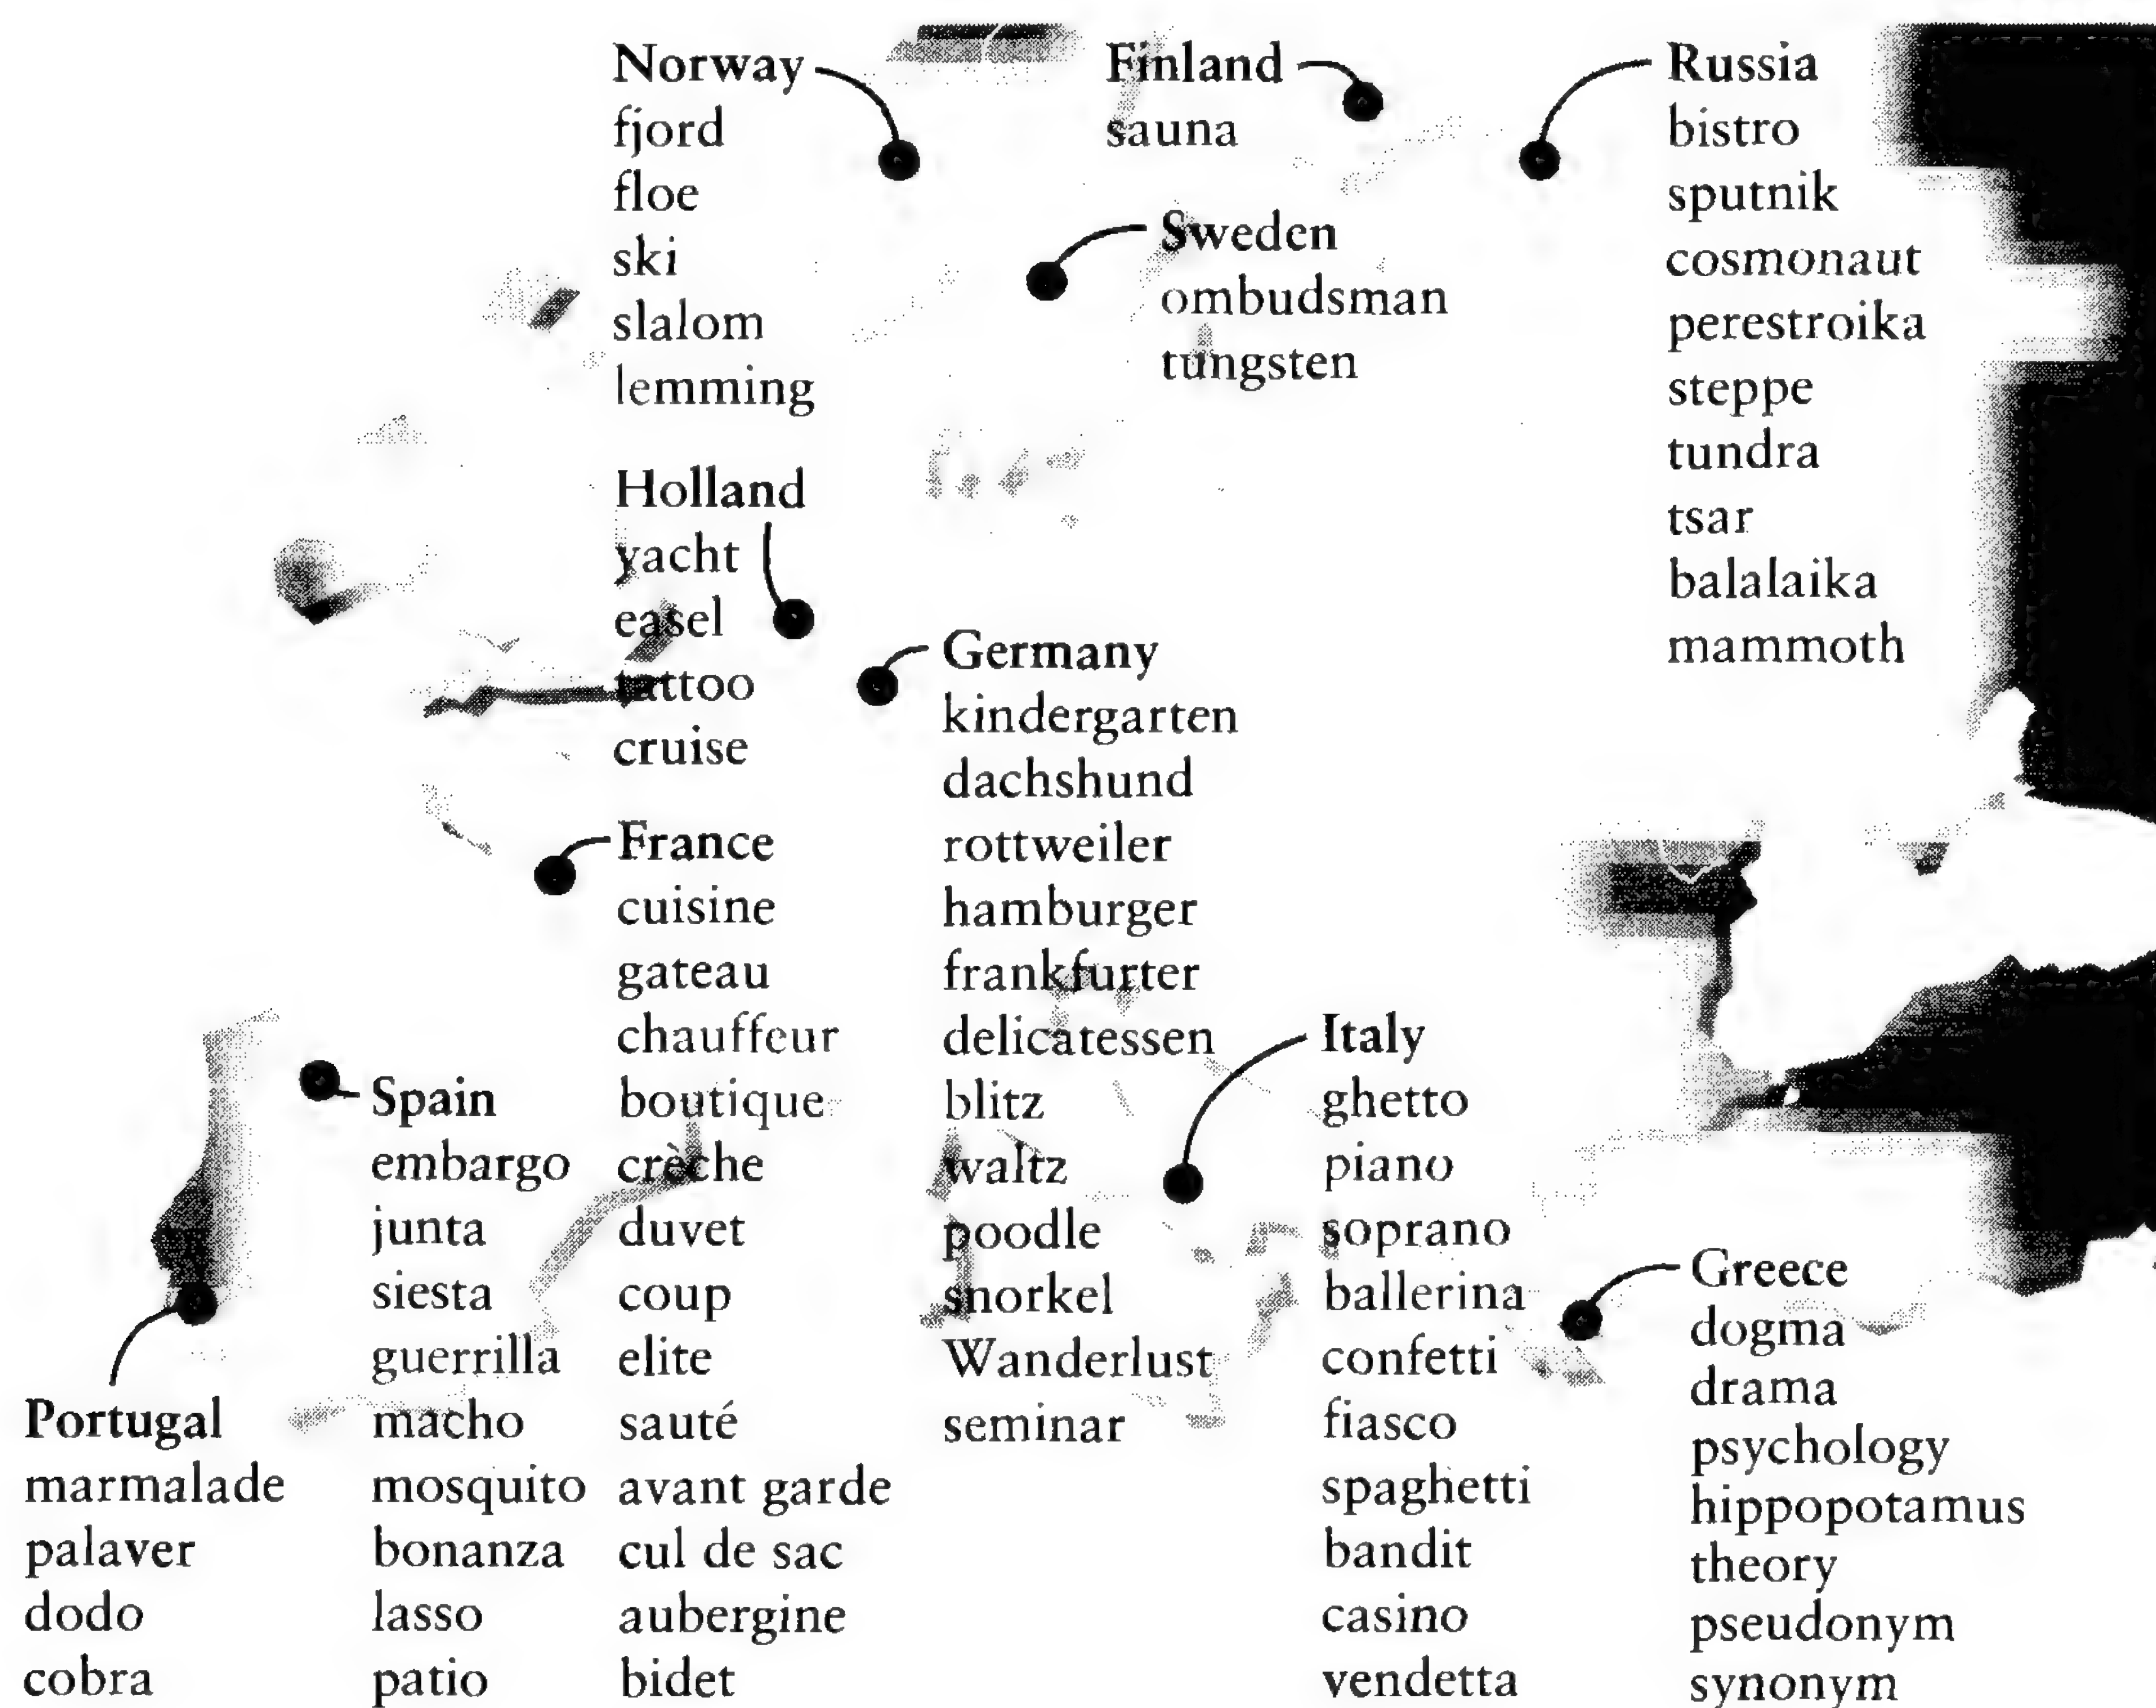 Norway
fjord
floe
ski
slalom
lemming
Finland
sauna
Sweden
ombudsman
tungsten
Russia
bistro
sputnik
cosmonaut
perestroika
steppe
tundra
tsar
balalaika
mammoth
Holland
yacht
easel
tattoo
cruise
Germany
kindergarten
dachshund
rottweiler
hamburger
frankfurter
delicatessen
blitz
waltz
poodle
snorkel
Wanderlust
seminar
France
cuisine
gateau
chauffeur
boutique
crèche
duvet
coup
elite
sauté
avant garde
cul de sac
aubergine
bidet
Spain
embargo
junta
siesta
guerrilla
macho
mosquito
bonanza
lasso
patio
Portugal
marmalade
palaver
dodo
cobra
Italy
ghetto
piano
soprano
ballerina
confetti
fiasco
spaghetti
bandit
casino
vendetta
Greece
dogma
drama
psychology
hippopotamus
theory
pseudonym
synonym